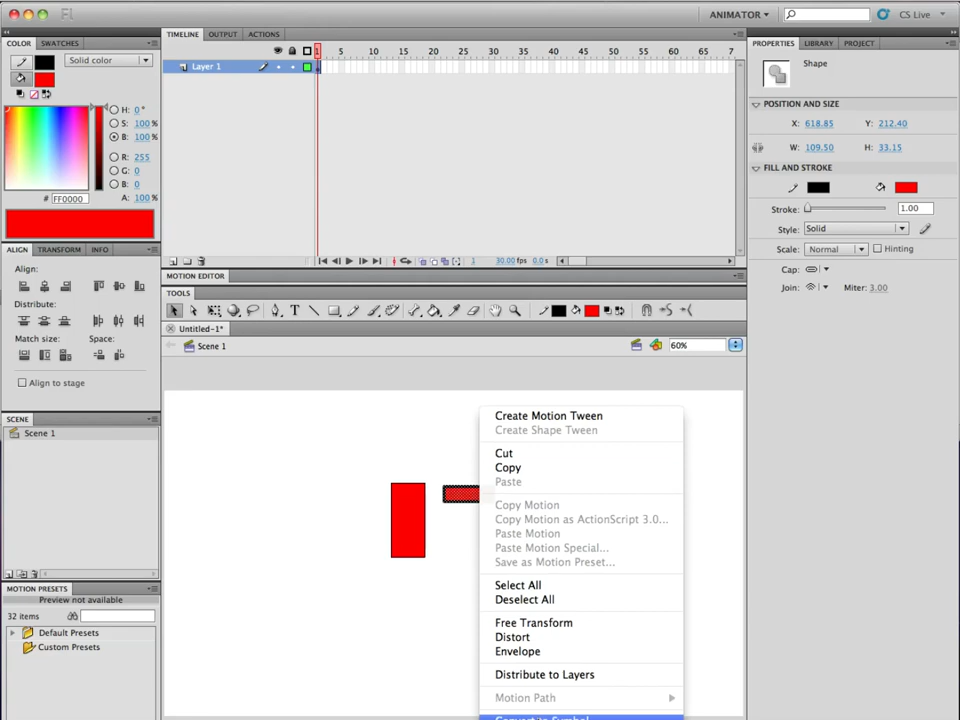 Fl
ANIMATOR
CS Live
COLOR
SWATCHES
Solid color
H: 0°
S: 100%
B: 100%
R: 255
G: 0
B: 0
# FF0000
A: 100%
ALIGN
TRANSFORM
INFO
Align:
Distribute:
Match size:
Space:
Align to stage
SCENE
Scene 1
MOTION PRESETS
Preview not available
32 items
Default Presets
Custom Presets
TIMELINE
OUTPUT
ACTIONS
1 5 10 15 20 25 30 35 40 45 50 55 60 65 7
Layer 1
1
30.00 fps
0.0 s
MOTION EDITOR
TOOLS
Untitled-1*
Scene 1
60%
Create Motion Tween
Create Shape Tween
Cut
Copy
Paste
Copy Motion
Copy Motion as ActionScript 3.0...
Paste Motion
Paste Motion Special...
Save as Motion Preset...
Select All
Deselect All
Free Transform
Distort
Envelope
Distribute to Layers
Motion Path
Convert to Symbol
PROPERTIES
LIBRARY
PROJECT
Shape
POSITION AND SIZE
X: 618.85
Y: 212.40
W: 109.50
H: 33.15
FILL AND STROKE
Stroke:
1.00
Style: Solid
Scale: Normal
Hinting
Cap:
Join:
Miter: 3.00